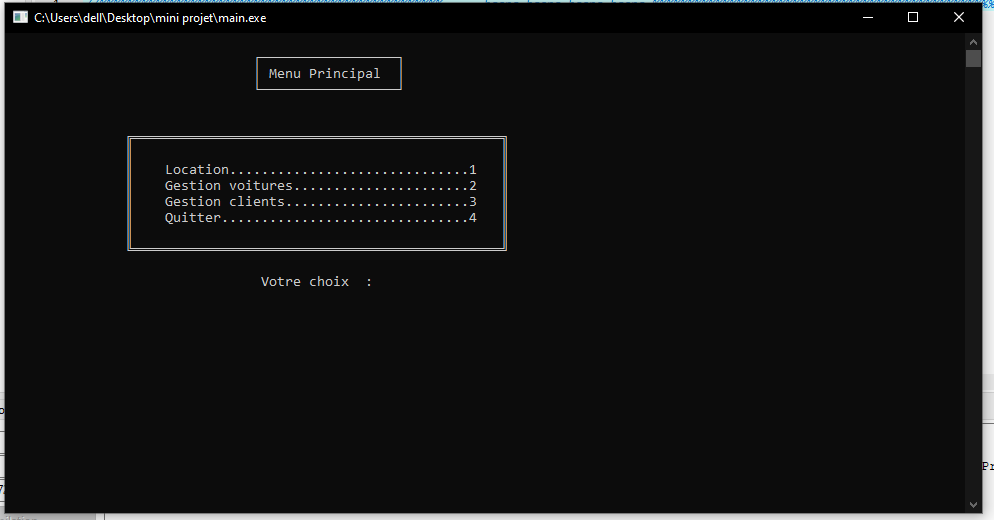 C:\Users\dell\Desktop\mini projet\main.exe
Menu Principal
Location..............................1
Gestion voitures......................2
Gestion clients.......................3
Quitter...............................4
Votre choix  :
Pr